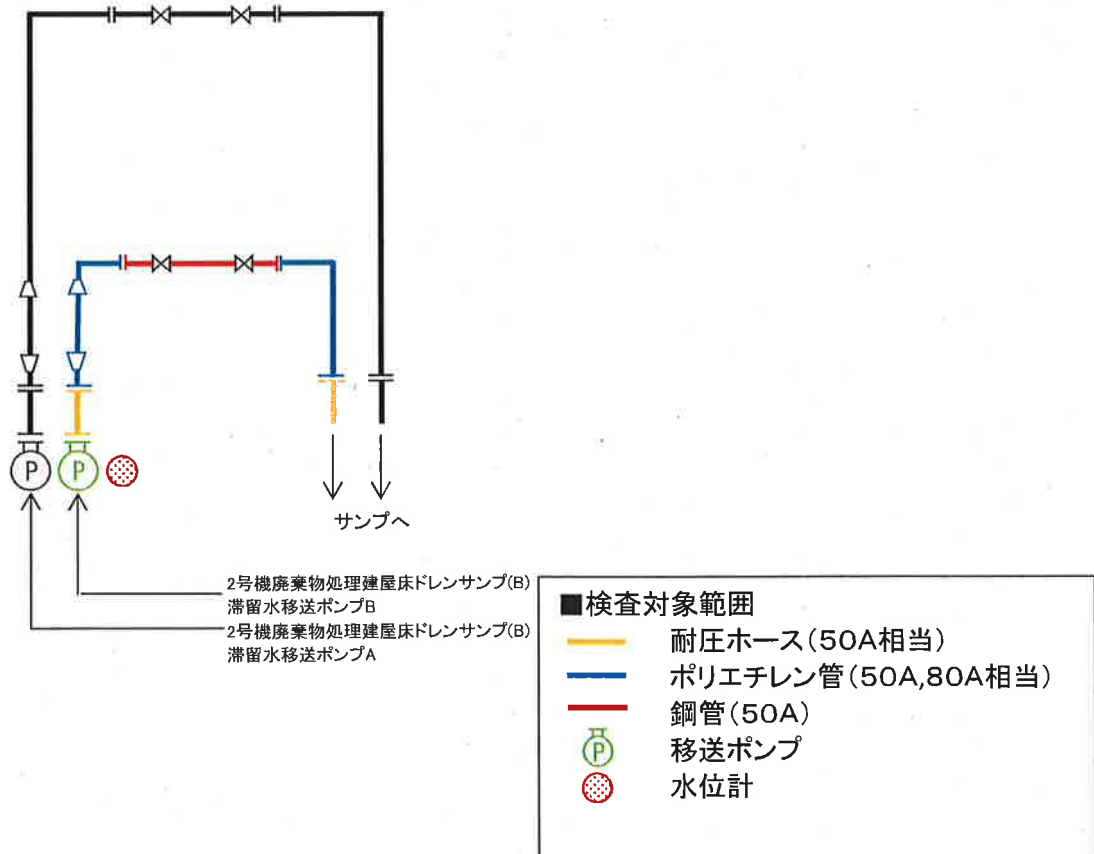 P
P
サンプへ
2号機廃棄物処理建屋床ドレンサンプ(B)
滞留水移送ポンプB
2号機廃棄物処理建屋床ドレンサンプ(B)
滞留水移送ポンプA
■検査対象範囲
耐圧ホース(50A相当)
ポリエチレン管(50A,80A相当)
鋼管(50A)
P 移送ポンプ
水位計